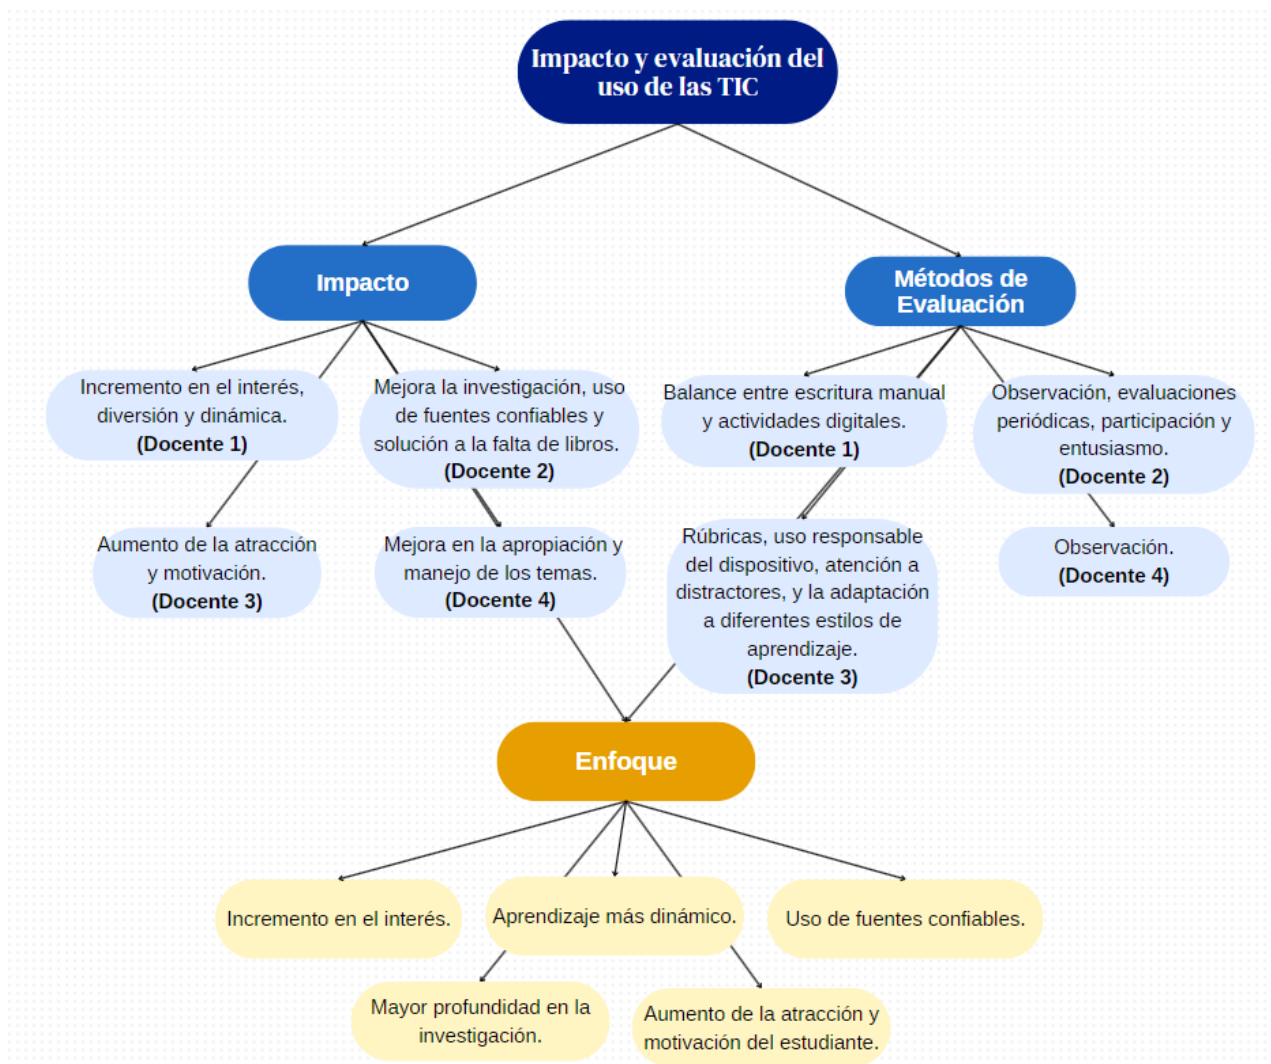 Impacto y evaluación del
uso de las TIC
Impacto
Métodos de
Evaluación
Incremento en el interés,
diversión y dinámica.
(Docente 1)
Mejora la investigación, uso
de fuentes confiables y
solución a la falta de libros.
(Docente 2)
Balance entre escritura manual
y actividades digitales.
(Docente 1)
Observación, evaluaciones
periódicas, participación y
entusiasmo.
(Docente 2)
Aumento de la atracción
y motivación.
(Docente 3)
Mejora en la apropiación y
manejo de los temas.
(Docente 4)
Rúbricas, uso responsable
del dispositivo, atención a
distractores, y la adaptación
a diferentes estilos de
aprendizaje.
(Docente 3)
Observación.
(Docente 4)
Enfoque
Incremento en el interés.
Aprendizaje más dinámico.
Uso de fuentes confiables.
Mayor profundidad en la
investigación.
Aumento de la atracción y
motivación del estudiante.